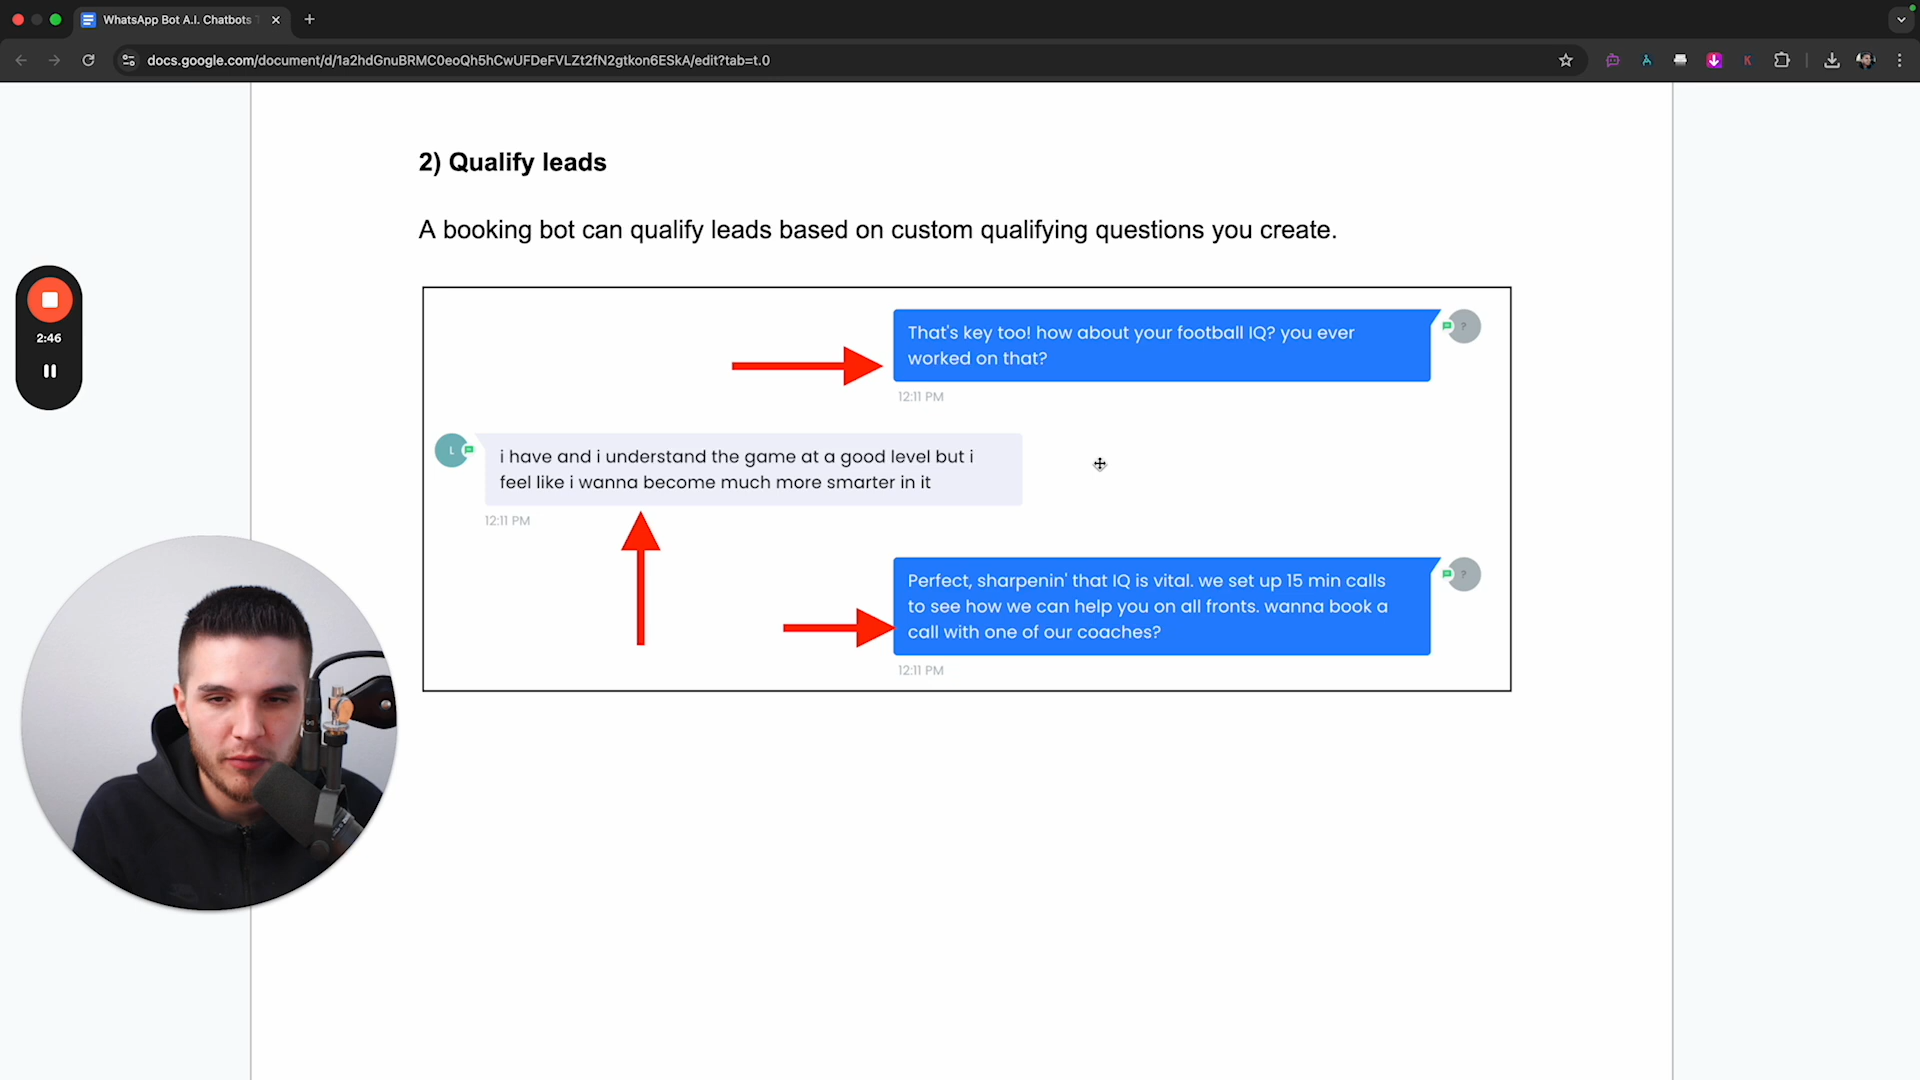 WhatsApp Bot A.I. Chatbots
docs.google.com/document/d/1a2hdGnuBRMC0eoQh5hCwUFDeFVLZt2fN2gtkon6ESkA/edit?tab=t.0
2) Qualify leads
A booking bot can qualify leads based on custom qualifying questions you create.
That's key too! how about your football IQ? you ever
worked on that?
?
12:11 PM
L
i have and i understand the game at a good level but i
feel like i wanna become much more smarter in it
12:11 PM
Perfect, sharpenin' that IQ is vital. we set up 15 min calls
to see how we can help you on all fronts. wanna book a
call with one of our coaches?
?
12:11 PM
2:46